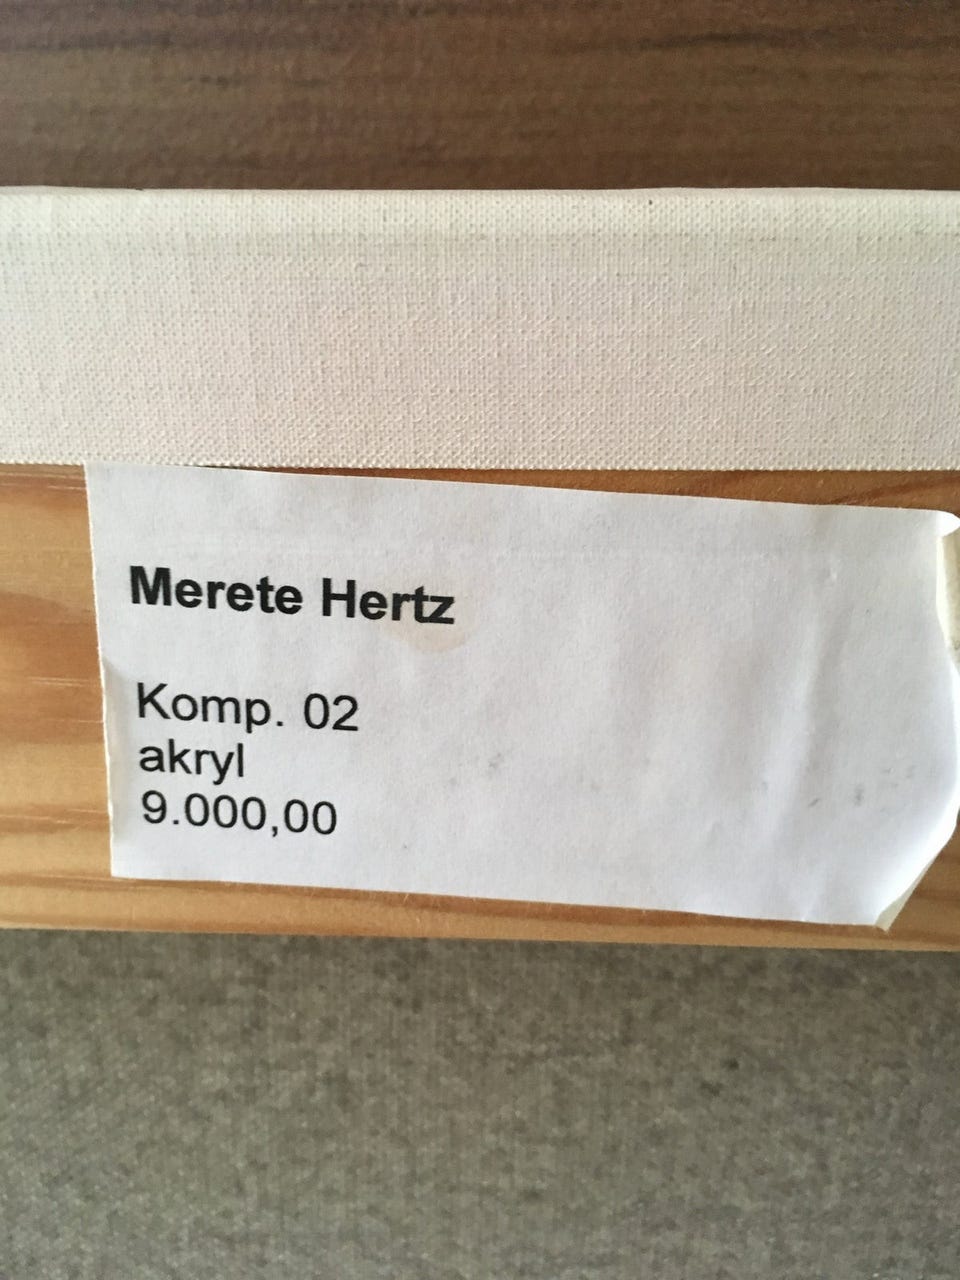 Merete Hertz
Komp. 02
akryl
9.000,00